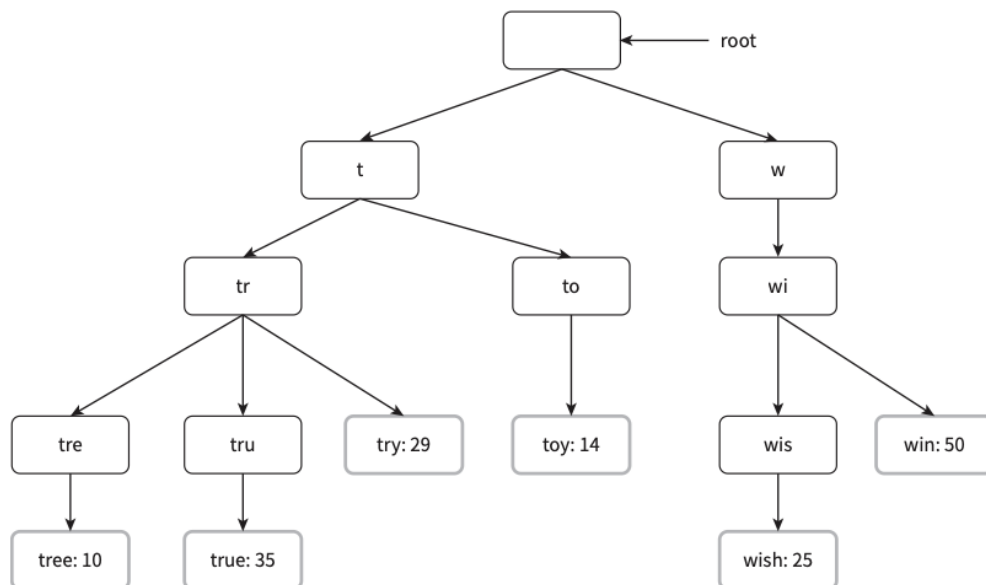 root
t
w
tr
to
wi
tre
tru
try: 29
toy: 14
wis
win: 50
tree: 10
true: 35
wish: 25